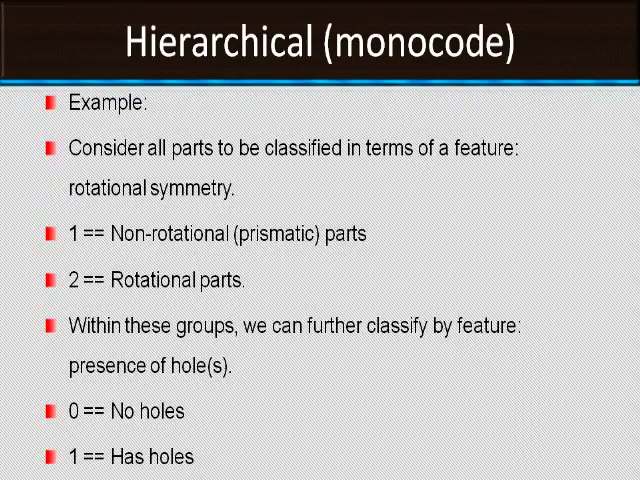 Hierarchical (monocode)
Example:
Consider all parts to be classified in terms of a feature:
rotational symmetry.
1 == Non-rotational (prismatic) parts
2 == Rotational parts.
Within these groups, we can further classify by feature:
presence of hole(s).
0 == No holes
1 == Has holes